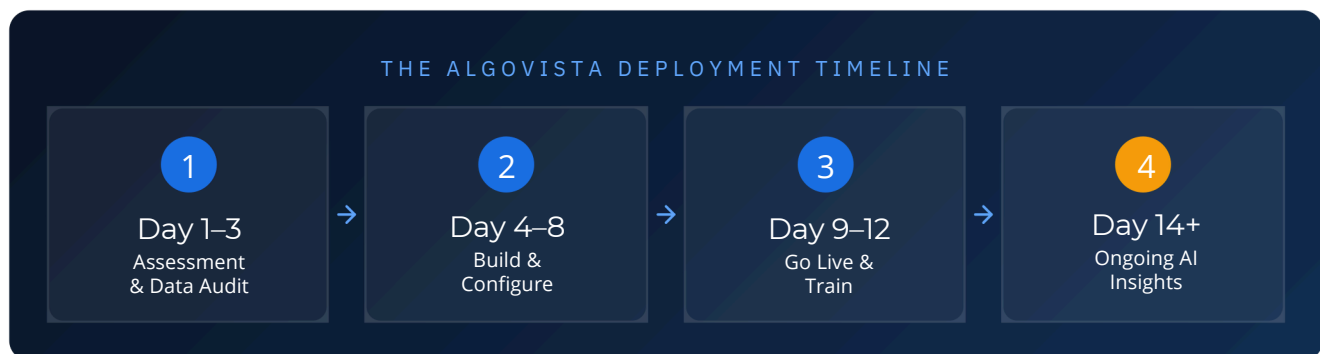 THE ALGOVISTA DEPLOYMENT TIMELINE
1
Day 1–3
Assessment
& Data Audit
2
Day 4–8
Build &
Configure
3
Day 9–12
Go Live &
Train
4
Day 14+
Ongoing AI
Insights